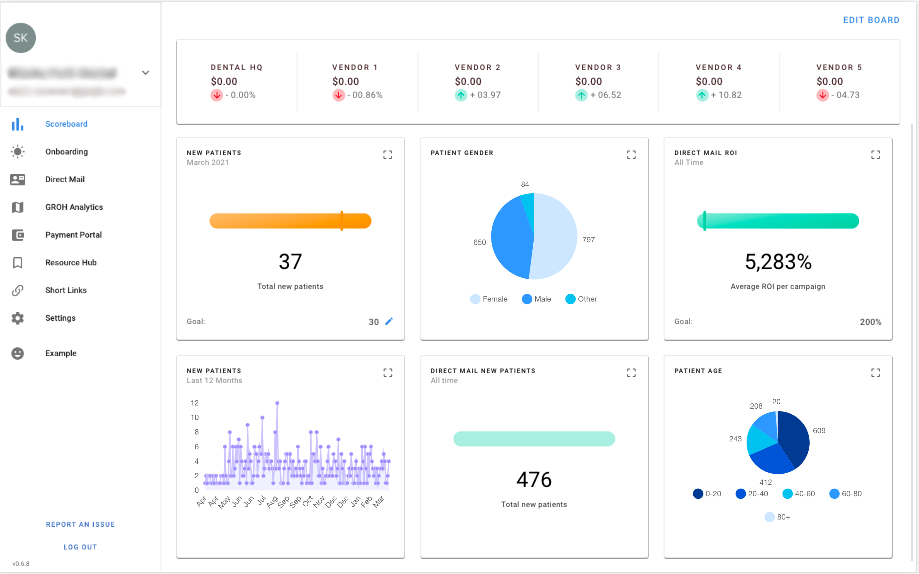 SK
Scoreboard
Onboarding
Direct Mail
GROH Analytics
Payment Portal
Resource Hub
Short Links
Settings
Example
REPORT AN ISSUE
LOG OUT
v0.6.8
EDIT BOARD
DENTAL HQ
$0.00
- 0.00%
VENDOR 1
$0.00
- 00.86%
VENDOR 2
$0.00
+ 03.97
VENDOR 3
$0.00
+ 06.52
VENDOR 4
$0.00
+ 10.82
VENDOR 5
$0.00
- 04.73
NEW PATIENTS
March 2021
37
Total new patients
Goal: 30
PATIENT GENDER
84
650
797
Female Male Other
DIRECT MAIL ROI
All Time
5,283%
Average ROI per campaign
Goal: 200%
NEW PATIENTS
Last 12 Months
12
10
8
6
4
2
0
Apr Apr May Jun Jun Jul Aug Sep Sep Oct Nov Dec Dec Jan Feb Mar
DIRECT MAIL NEW PATIENTS
All time
476
Total new patients
PATIENT AGE
20
208
609
243
412
0-20 20-40 40-60 60-80
80+